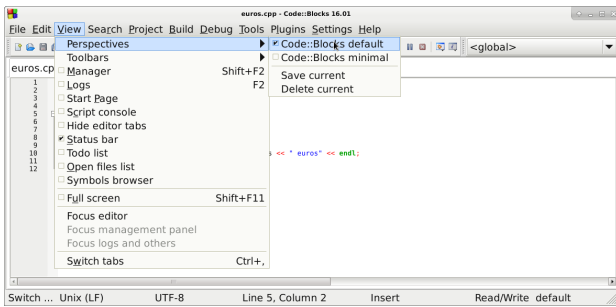 euros.cpp - Code::Blocks 16.01
File Edit View Search Project Build Debug Tools Plugins Settings Help
<global>
euros.cp
Perspectives
Toolbars
Manager Shift+F2
Logs F2
Start Page
Script console
Hide editor tabs
Status bar
Todo list
Open files list
Symbols browser
Full screen Shift+F11
Focus editor
Focus management panel
Focus logs and others
Switch tabs Ctrl+,
Code::Blocks default
Code::Blocks minimal
Save current
Delete current
1
2
3
4
5
6
7
8
9
10 s << " euros" << endl;
11
12
Switch ... Unix (LF) UTF-8 Line 5, Column 2 Insert Read/Write default